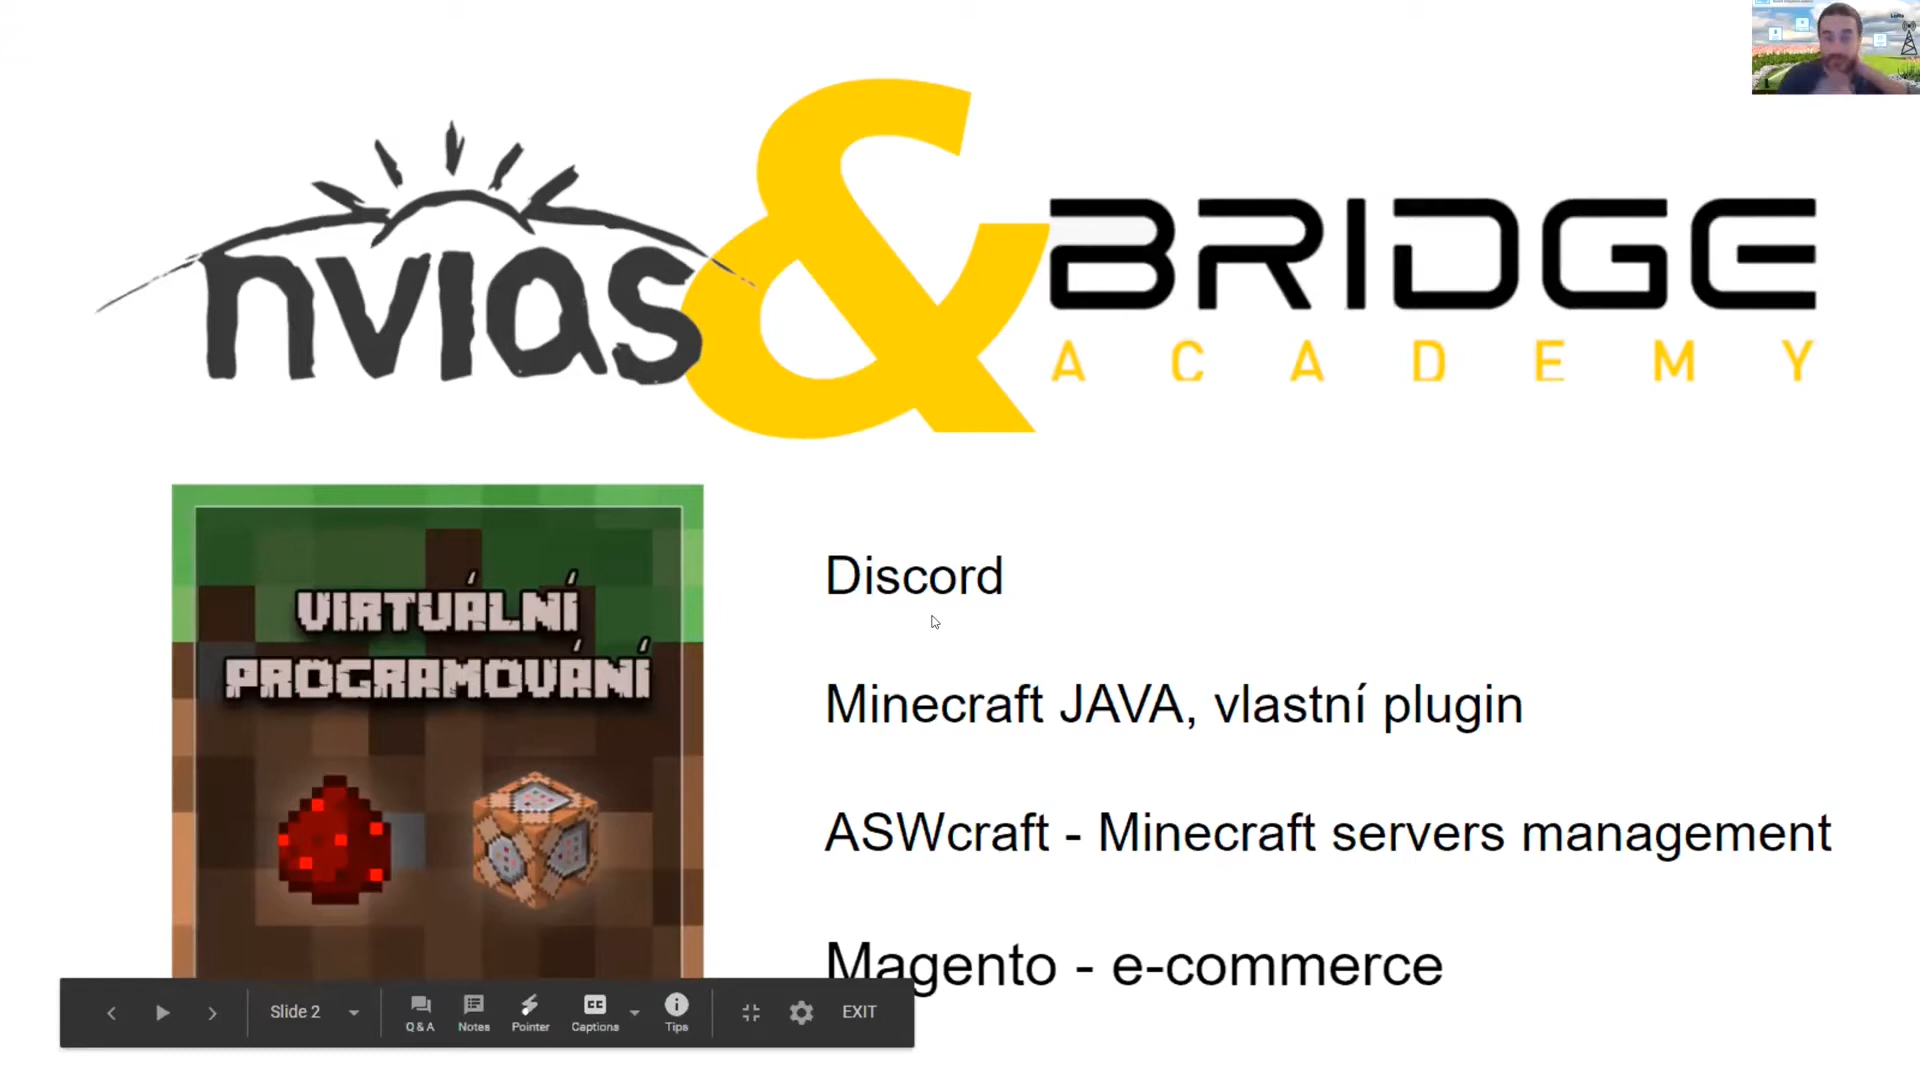 nvias & BRIDGE
ACADEMY
VIRTUÁLNÍ
PROGRAMOVÁNÍ
Discord
Minecraft JAVA, vlastní plugin
ASWcraft - Minecraft servers management
Magento - e-commerce
Slide 2
Q & A
Notes
Pointer
Captions
Tips
EXIT